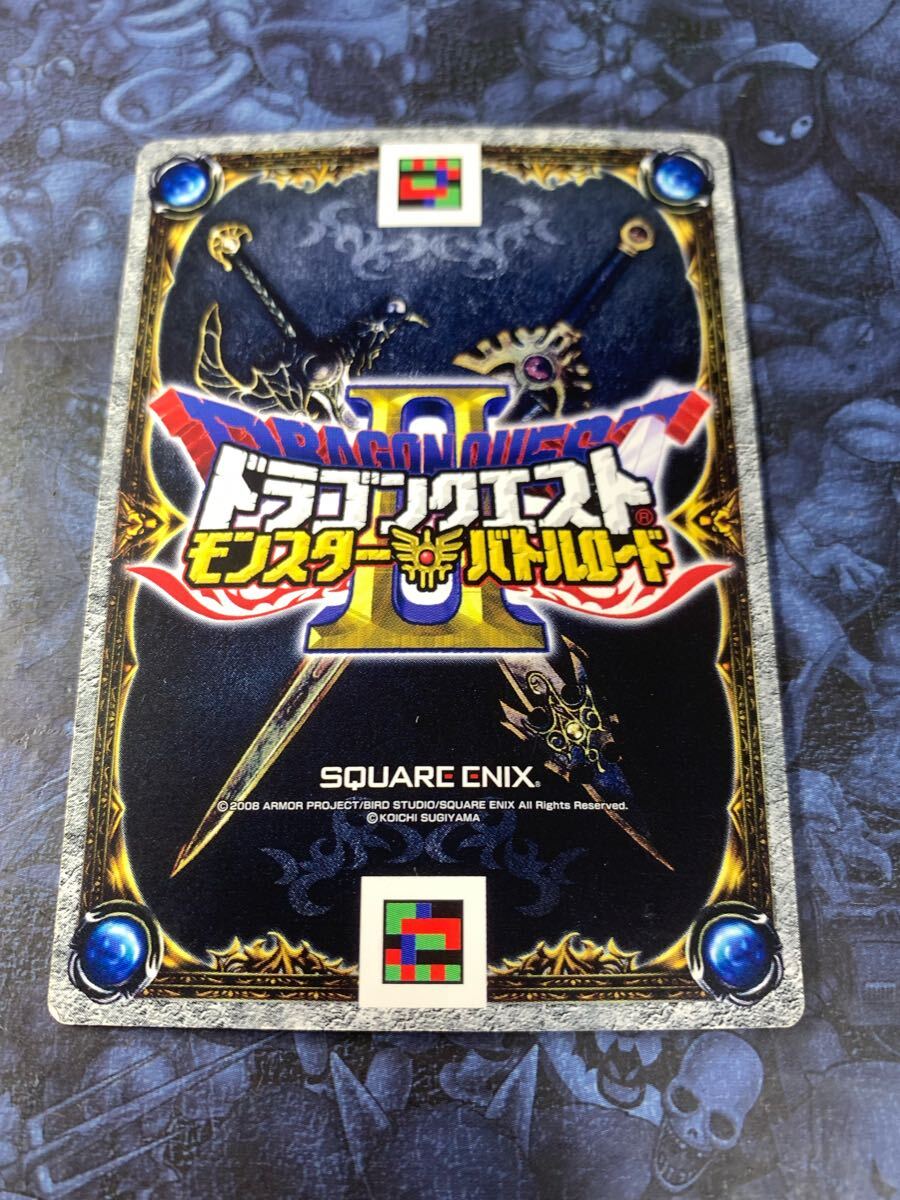 DRAGON QUEST
II
ドラゴンクエスト®
モンスター バトルロード
SQUARE ENIX®
© 2008 ARMOR PROJECT/BIRD STUDIO/SQUARE ENIX All Rights Reserved.
© KOICHI SUGIYAMA